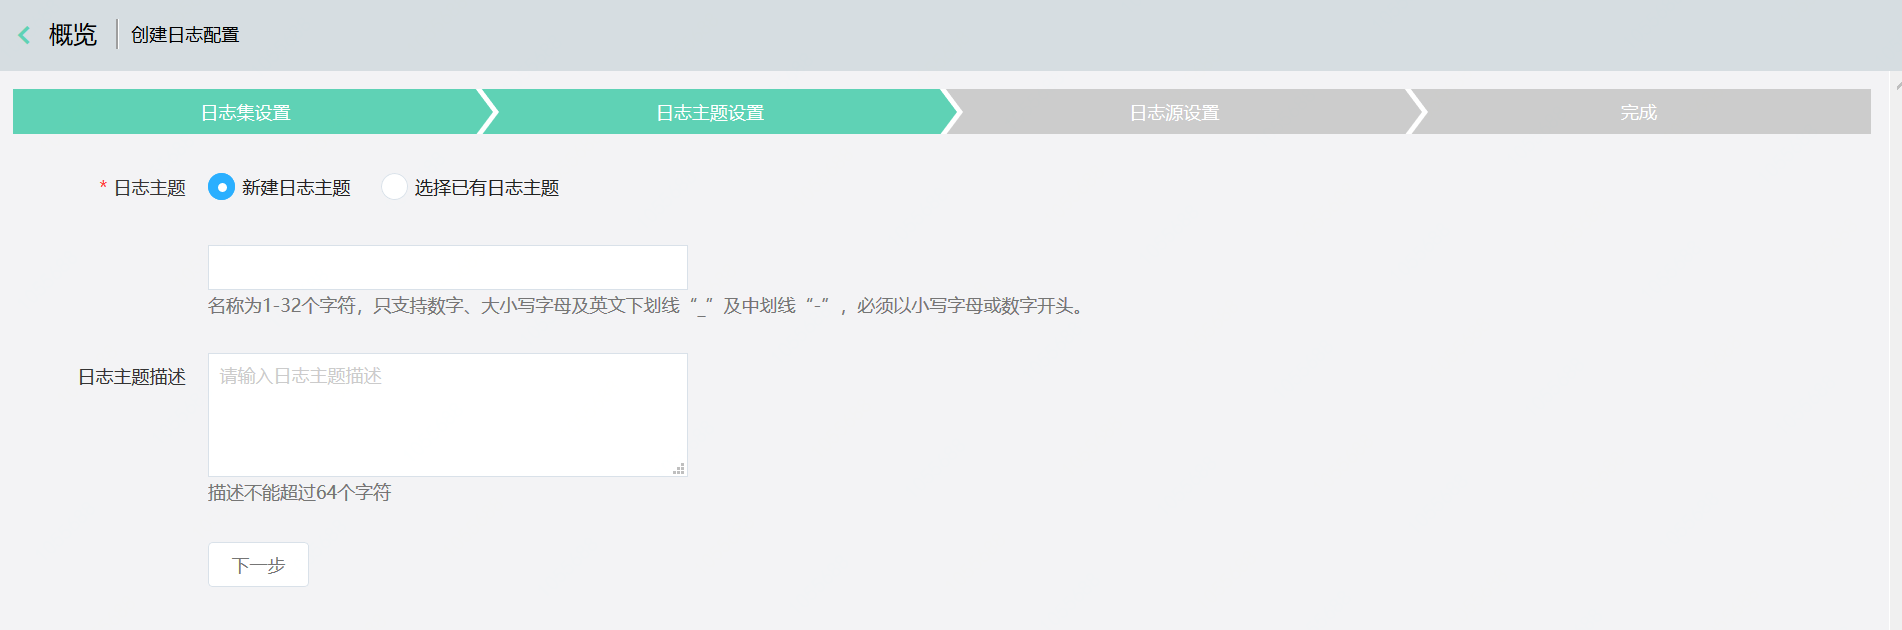 概览 创建日志配置
日志集设置 日志主题设置 日志源设置 完成
* 日志主题 新建日志主题 选择已有日志主题
名称为1-32个字符，只支持数字、大小写字母及英文下划线“_”及中划线“-”，必须以小写字母或数字开头。
日志主题描述 请输入日志主题描述
描述不能超过64个字符
下一步